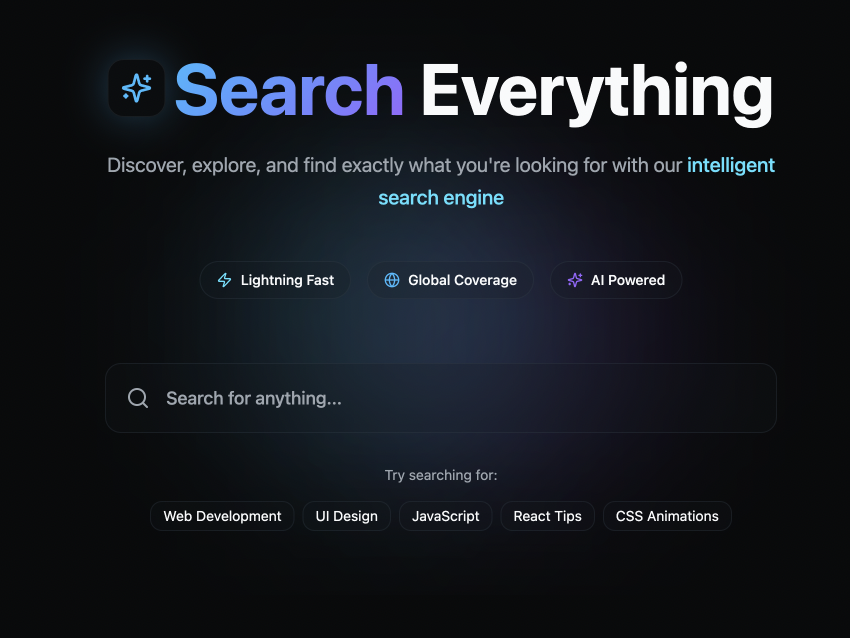 Search Everything
Discover, explore, and find exactly what you're looking for with our intelligent
search engine
Lightning Fast
Global Coverage
AI Powered
Search for anything...
Try searching for:
Web Development
UI Design
JavaScript
React Tips
CSS Animations